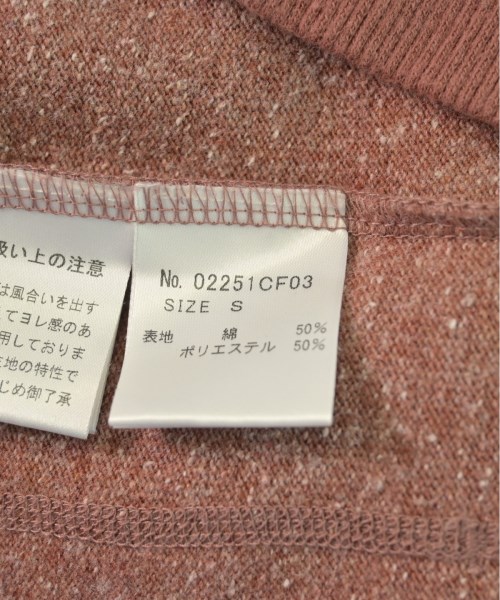 扱い上の注意
は風合いを出す
てヨレ感のあ
用しておりま
地の特性で
じめ御了承
No. 02251CF03
SIZE S
表地 綿 50%
ポリエステル 50%